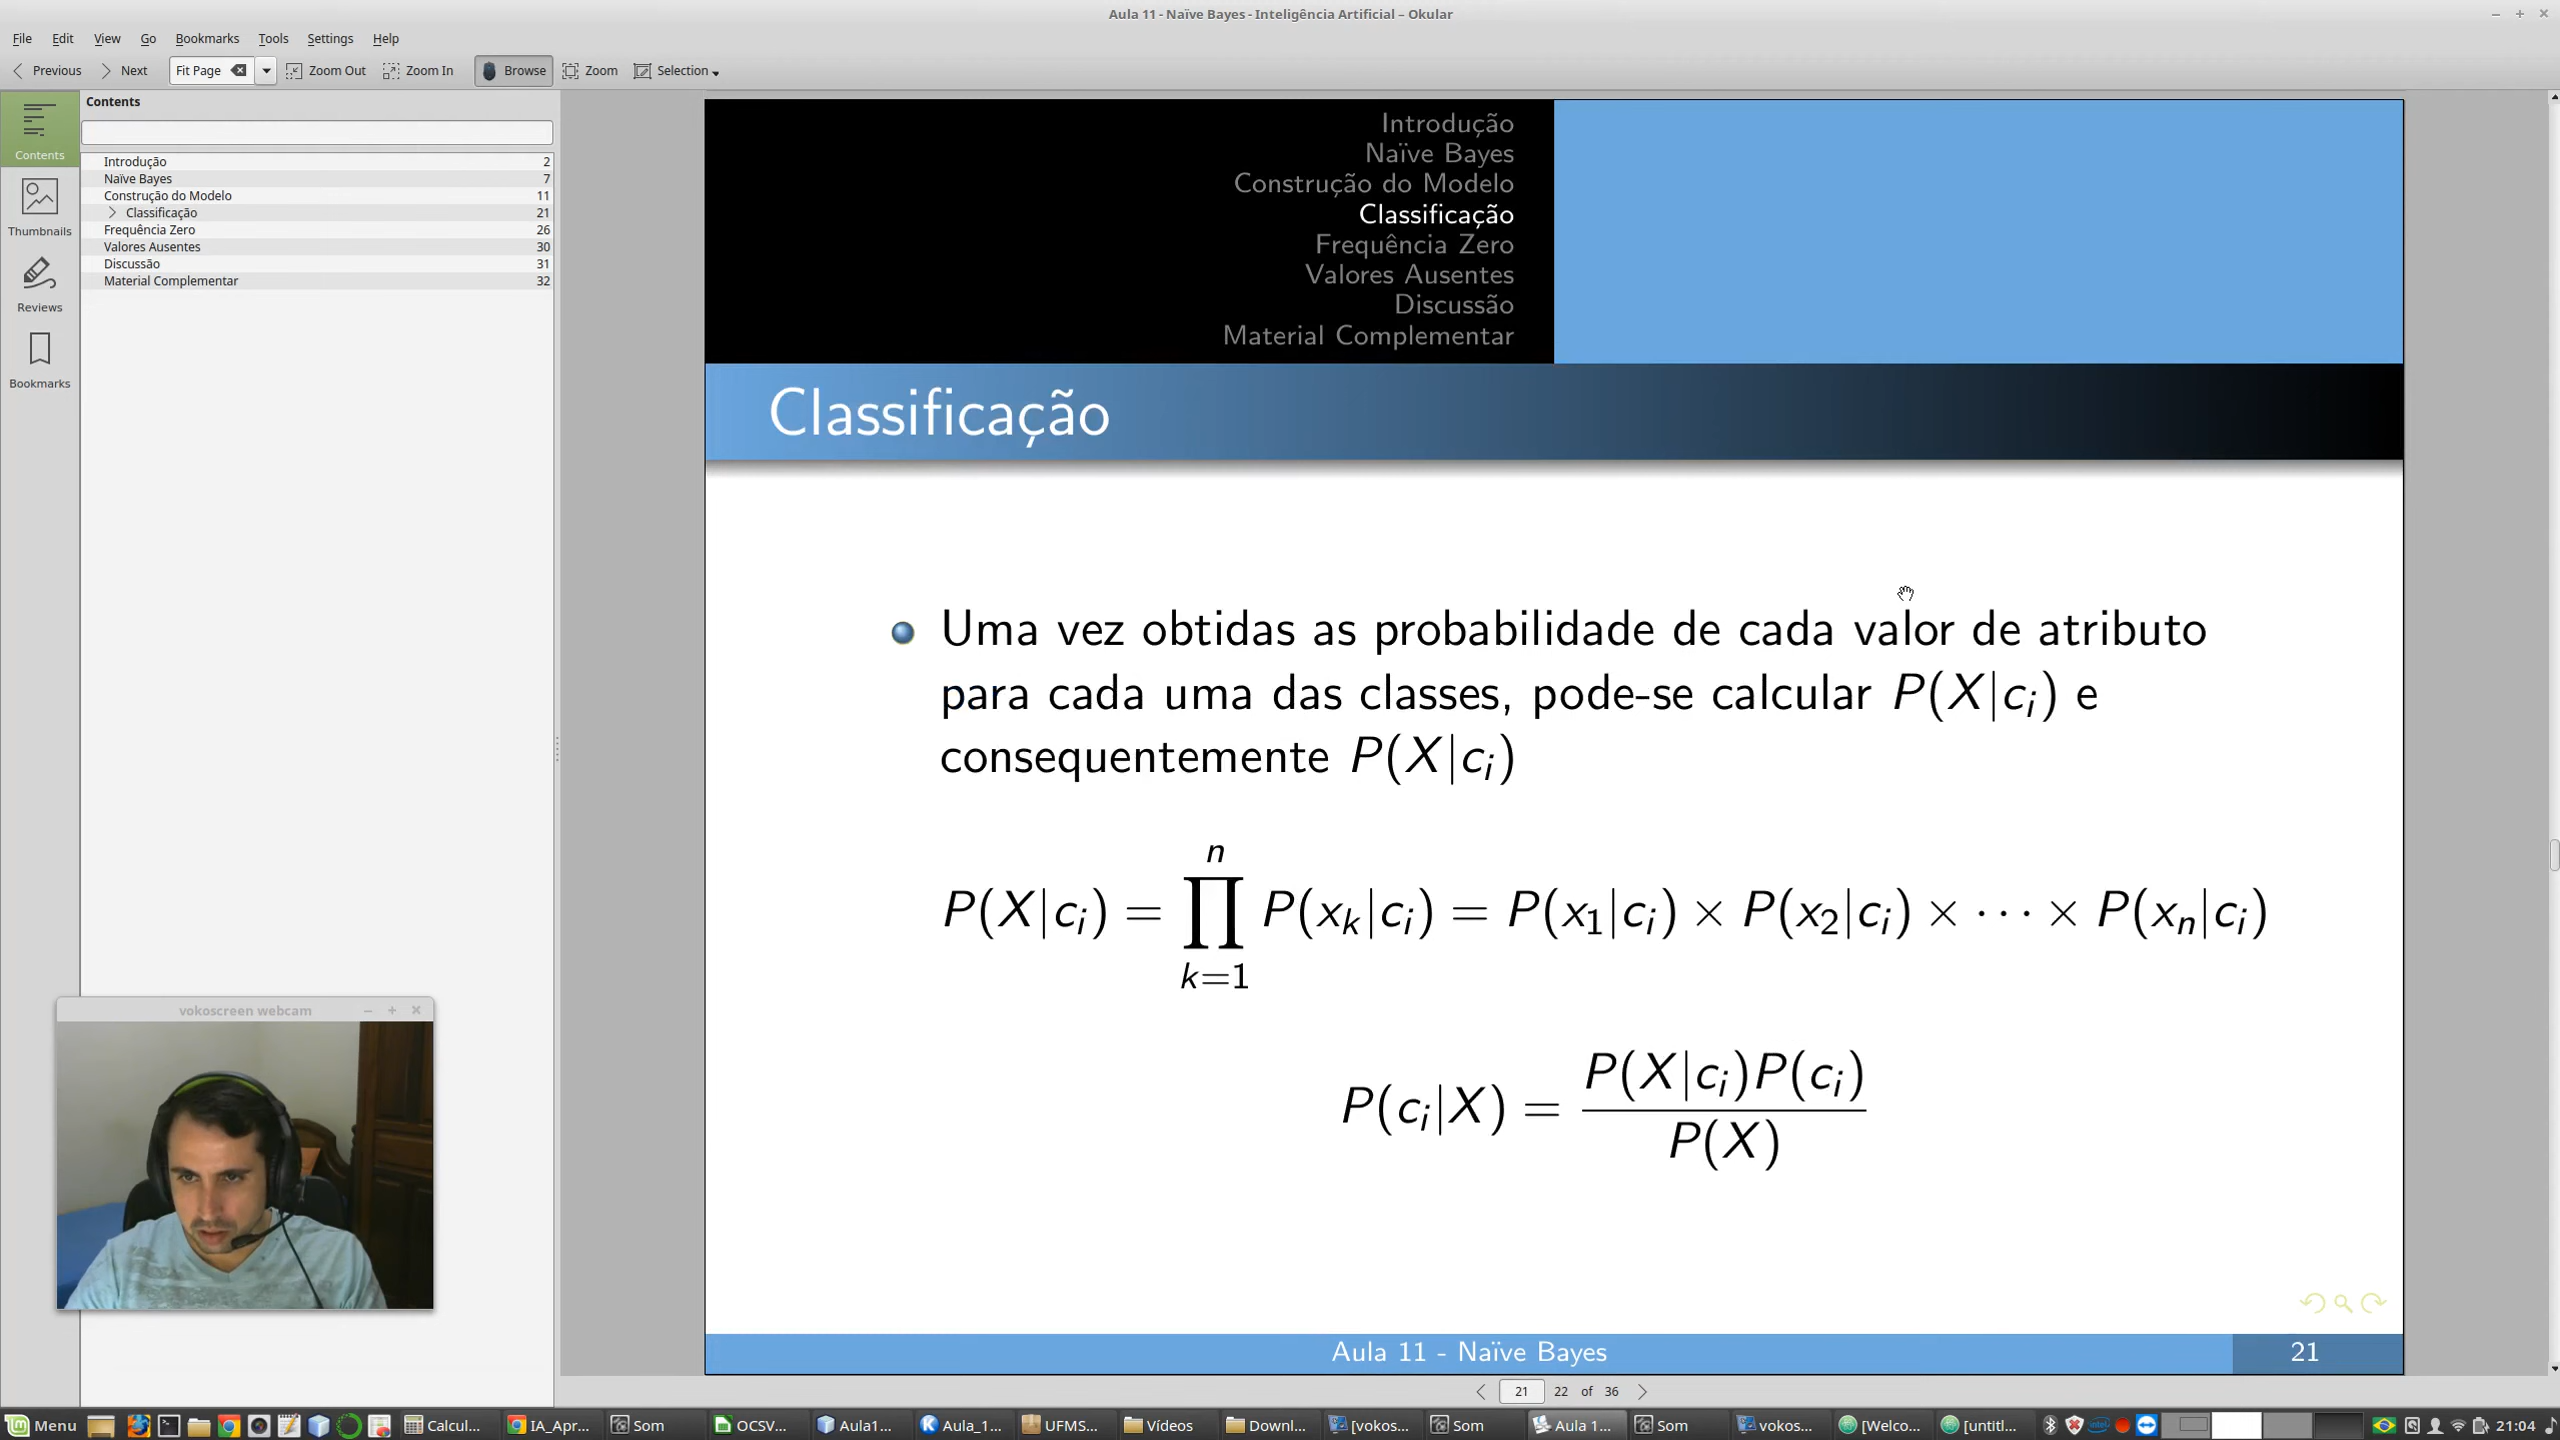 Aula 11 - Naïve Bayes - Inteligência Artificial – Okular
File Edit View Go Bookmarks Tools Settings Help
Previous Next Fit Page Zoom Out Zoom In Browse Zoom Selection
Contents
Introdução 2
Naïve Bayes 7
Construção do Modelo 11
Classificação 21
Frequência Zero 26
Valores Ausentes 30
Discussão 31
Material Complementar 32
Contents
Thumbnails
Reviews
Bookmarks
Introdução
Naïve Bayes
Construção do Modelo
Classificação
Frequência Zero
Valores Ausentes
Discussão
Material Complementar
Classificação
Uma vez obtidas as probabilidade de cada valor de atributo
para cada uma das classes, pode-se calcular P(X|c_i) e
consequentemente P(X|c_i)
P(X|c_i) = ∏_{k=1}^{n} P(x_k|c_i) = P(x_1|c_i) × P(x_2|c_i) × · · · × P(x_n|c_i)
P(c_i|X) = P(X|c_i)P(c_i) / P(X)
Aula 11 - Naïve Bayes 21
vokoscreen webcam
21 22 of 36
Menu Calcul... IA_Apr... Som OCSV... Aula1... Aula_1... UFMS... Vídeos Downl... [vokos... Som Aula 1... Som vokos... [Welco... [untitl... 21:04